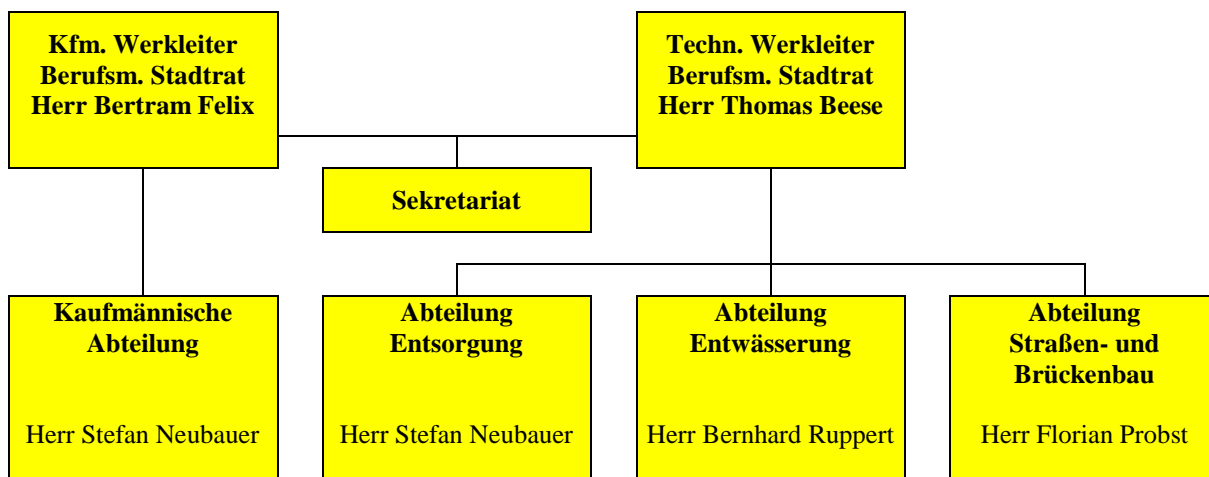 Kfm. Werkleiter
Berufsm. Stadtrat
Herr Bertram Felix
Techn. Werkleiter
Berufsm. Stadtrat
Herr Thomas Beese
Sekretariat
Kaufmännische
Abteilung
Herr Stefan Neubauer
Abteilung
Entsorgung
Herr Stefan Neubauer
Abteilung
Entwässerung
Herr Bernhard Ruppert
Abteilung
Straßen- und
Brückenbau
Herr Florian Probst